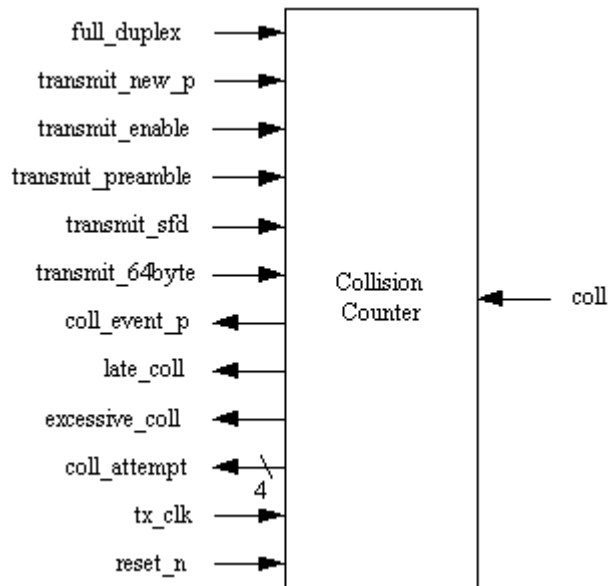 full_duplex
transmit_new_p
transmit_enable
transmit_preamble
transmit_sfd
transmit_64byte
coll_event_p
late_coll
excessive_coll
coll_attempt
4
tx_clk
reset_n
Collision
Counter
coll